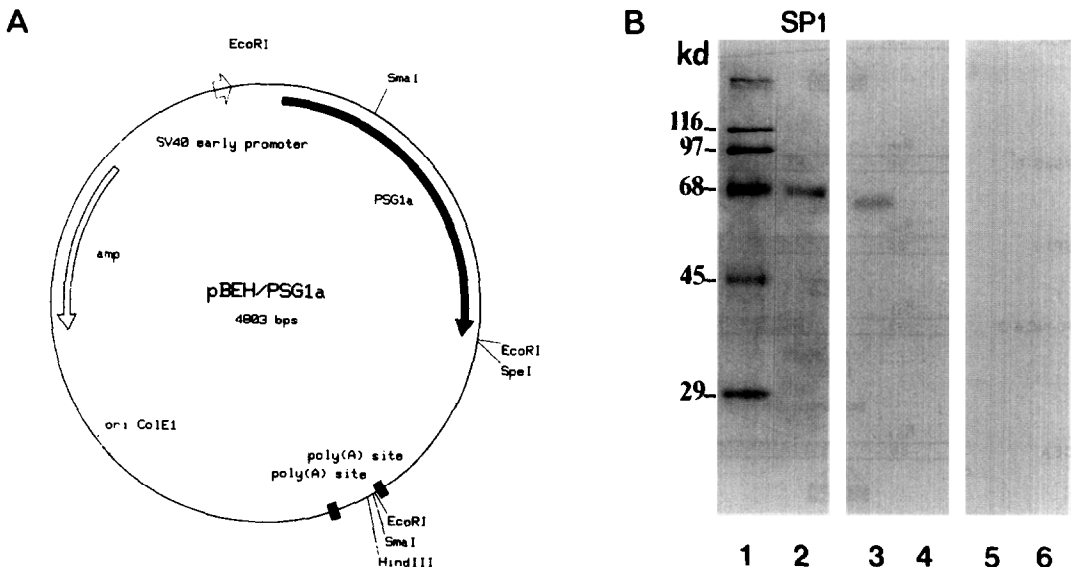 A
EcoRI
SmaI
SV40 early promoter
PSG1a
amp
pBEH/PSG1a
4803 bps
EcoRI
SpeI
ori ColE1
poly(A) site
poly(A) site
EcoRI
SmaI
HindIII
B
SP1
kd
116
97
68
45
29
1 2 3 4 5 6